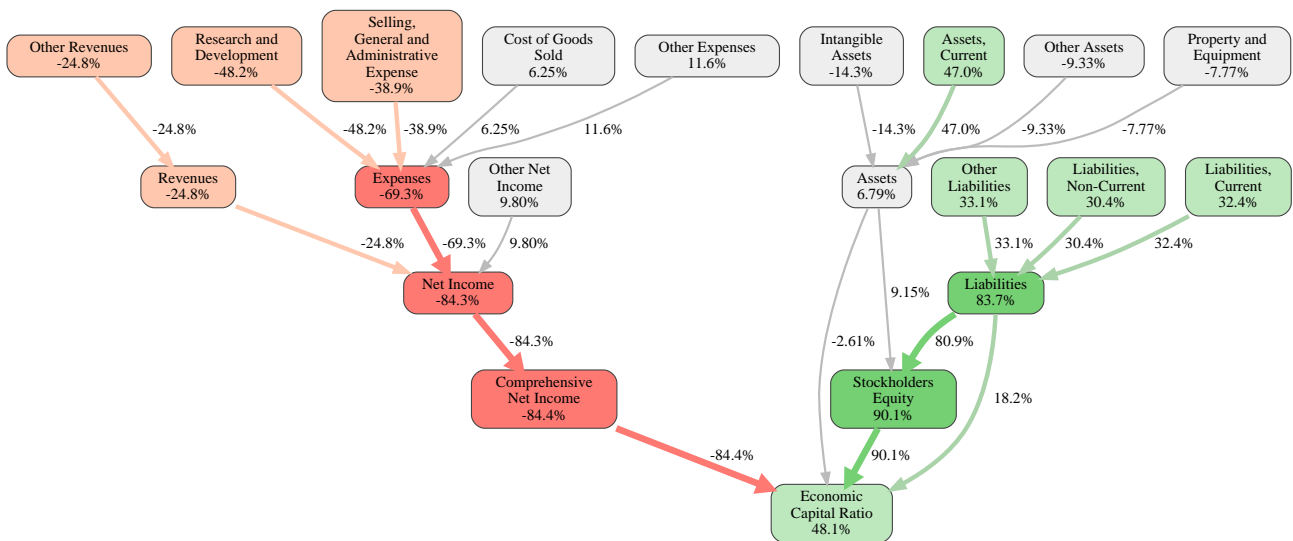 Other Revenues
-24.8%
Research and
Development
-48.2%
Selling,
General and
Administrative
Expense
-38.9%
Cost of Goods
Sold
6.25%
Other Expenses
11.6%
Intangible
Assets
-14.3%
Assets,
Current
47.0%
Other Assets
-9.33%
Property and
Equipment
-7.77%
-24.8%
-48.2%
-38.9%
6.25%
11.6%
-14.3%
47.0%
-9.33%
-7.77%
Revenues
-24.8%
Expenses
-69.3%
Other Net
Income
9.80%
Assets
6.79%
Other
Liabilities
33.1%
Liabilities,
Non-Current
30.4%
Liabilities,
Current
32.4%
-24.8%
-69.3%
9.80%
33.1%
30.4%
32.4%
Net Income
-84.3%
9.15%
Liabilities
83.7%
-84.3%
-2.61%
80.9%
Comprehensive
Net Income
-84.4%
Stockholders
Equity
90.1%
18.2%
-84.4%
90.1%
Economic
Capital Ratio
48.1%